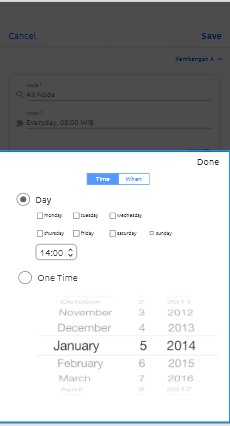 Cancel Save
Kembangan A
Node ?
All Node
when ?
Everyday, 08:00 WIB
Done
Time When
Day
monday tuesday wednesday
thursday friday saturday sunday
14:00
One Time
October 2 2011
November 3 2012
December 4 2013
January 5 2014
February 6 2015
March 7 2016
April 8 2017